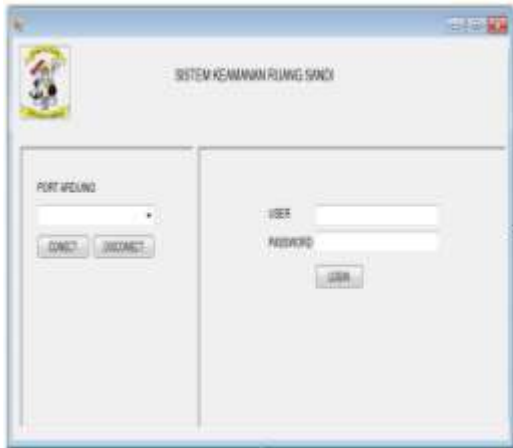 SISTEM KEAMANAN RUANG SANDI
PORT ARDUINO
CONECT DISCONECT
USER
PASSWORD
LOGIN